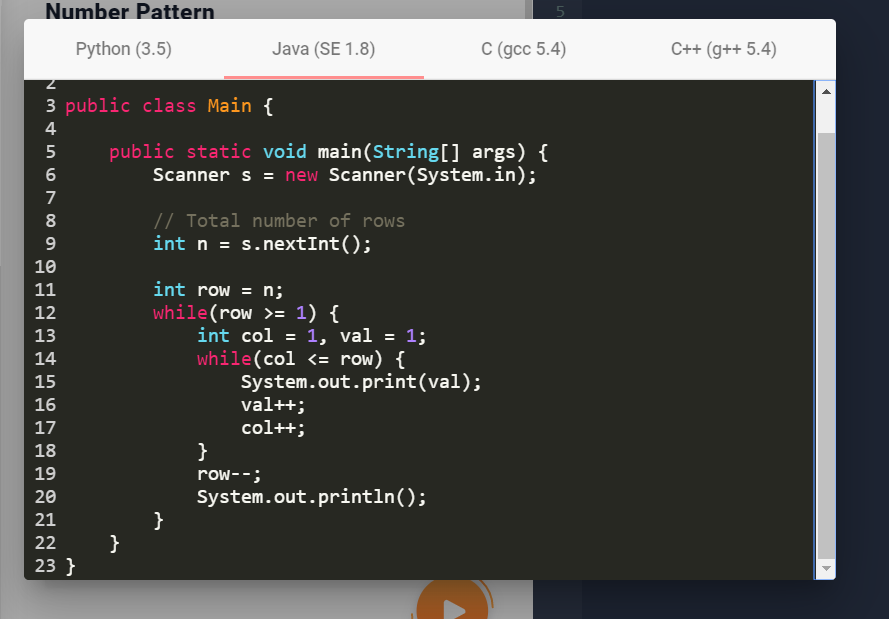 Number Pattern
5
Python (3.5) Java (SE 1.8) C (gcc 5.4) C++ (g++ 5.4)
2
3 public class Main {
4
5     public static void main(String[] args) {
6         Scanner s = new Scanner(System.in);
7
8         // Total number of rows
9         int n = s.nextInt();
10
11         int row = n;
12         while(row >= 1) {
13             int col = 1, val = 1;
14             while(col <= row) {
15                 System.out.print(val);
16                 val++;
17                 col++;
18             }
19             row--;
20             System.out.println();
21         }
22     }
23 }